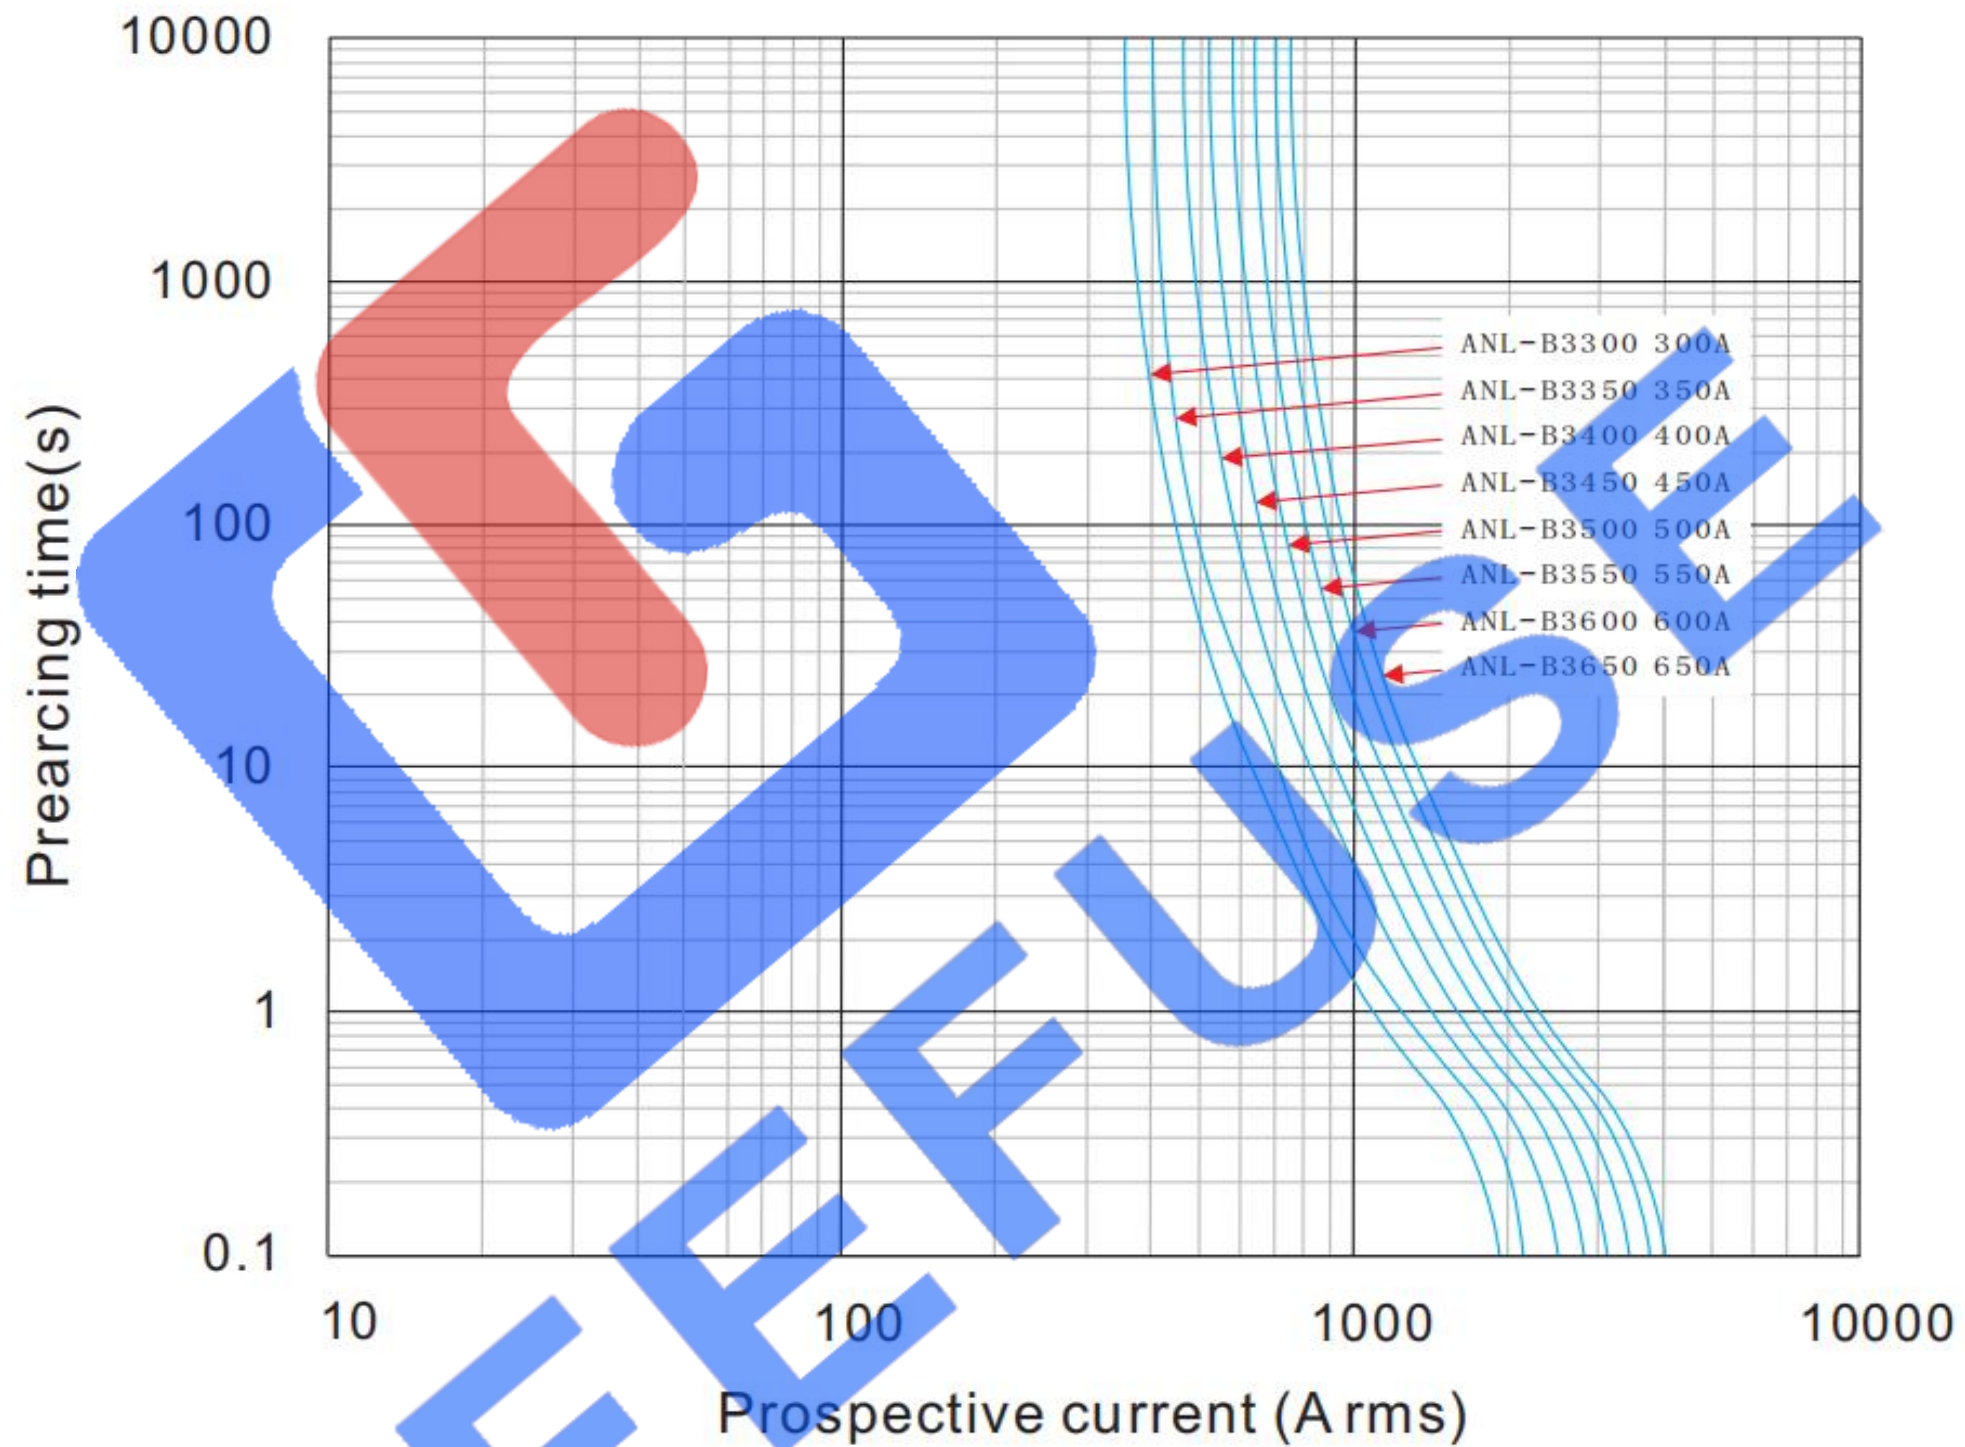 10000
1000
100
10
1
0.1
Prearcing time(s)
ANL-B3300 300A
ANL-B3350 350A
ANL-B3400 400A
ANL-B3450 450A
ANL-B3500 500A
ANL-B3550 550A
ANL-B3600 600A
ANL-B3650 650A
EEFUSE
10 100 1000 10000
Prospective current (A rms)